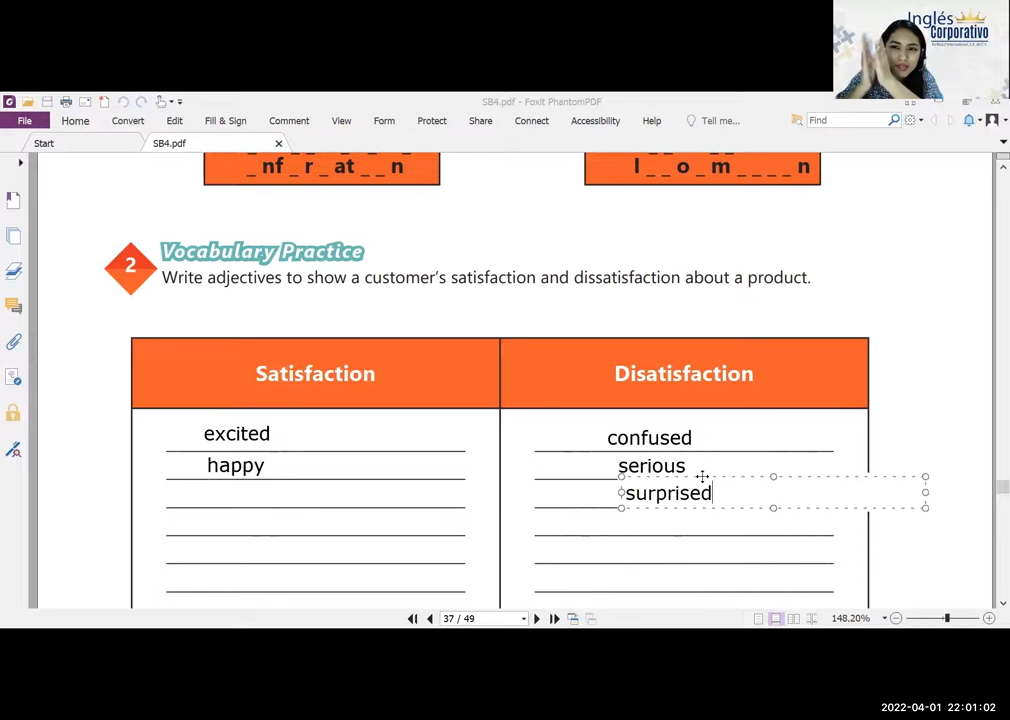 Inglés
Corporativo
SB4.pdf - Foxit PhantomPDF
File Home Convert Edit Fill & Sign Comment View Form Protect Share Connect Accessibility Help Tell me... Find
Start SB4.pdf
_ nf _ r _ at _ _ n
l _ _ o _ m _ _ _ _ n
2
Vocabulary Practice
Write adjectives to show a customer's satisfaction and dissatisfaction about a product.
Satisfaction Disatisfaction
excited confused
happy serious
surprised
37 / 49 148.20%
2022-04-01 22:01:02